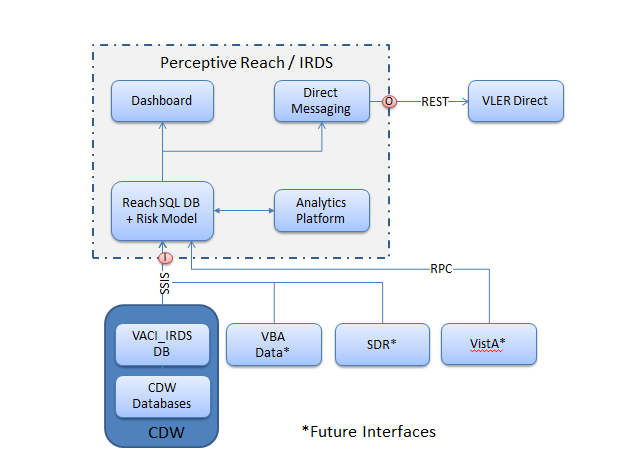 Perceptive Reach / IRDS
Dashboard
Direct
Messaging
O
REST
VLER Direct
Reach SQL DB
+ Risk Model
Analytics
Platform
I
SSIS
RPC
VACI_IRDS
DB
VBA
Data*
SDR*
VistA*
CDW
Databases
CDW
*Future Interfaces